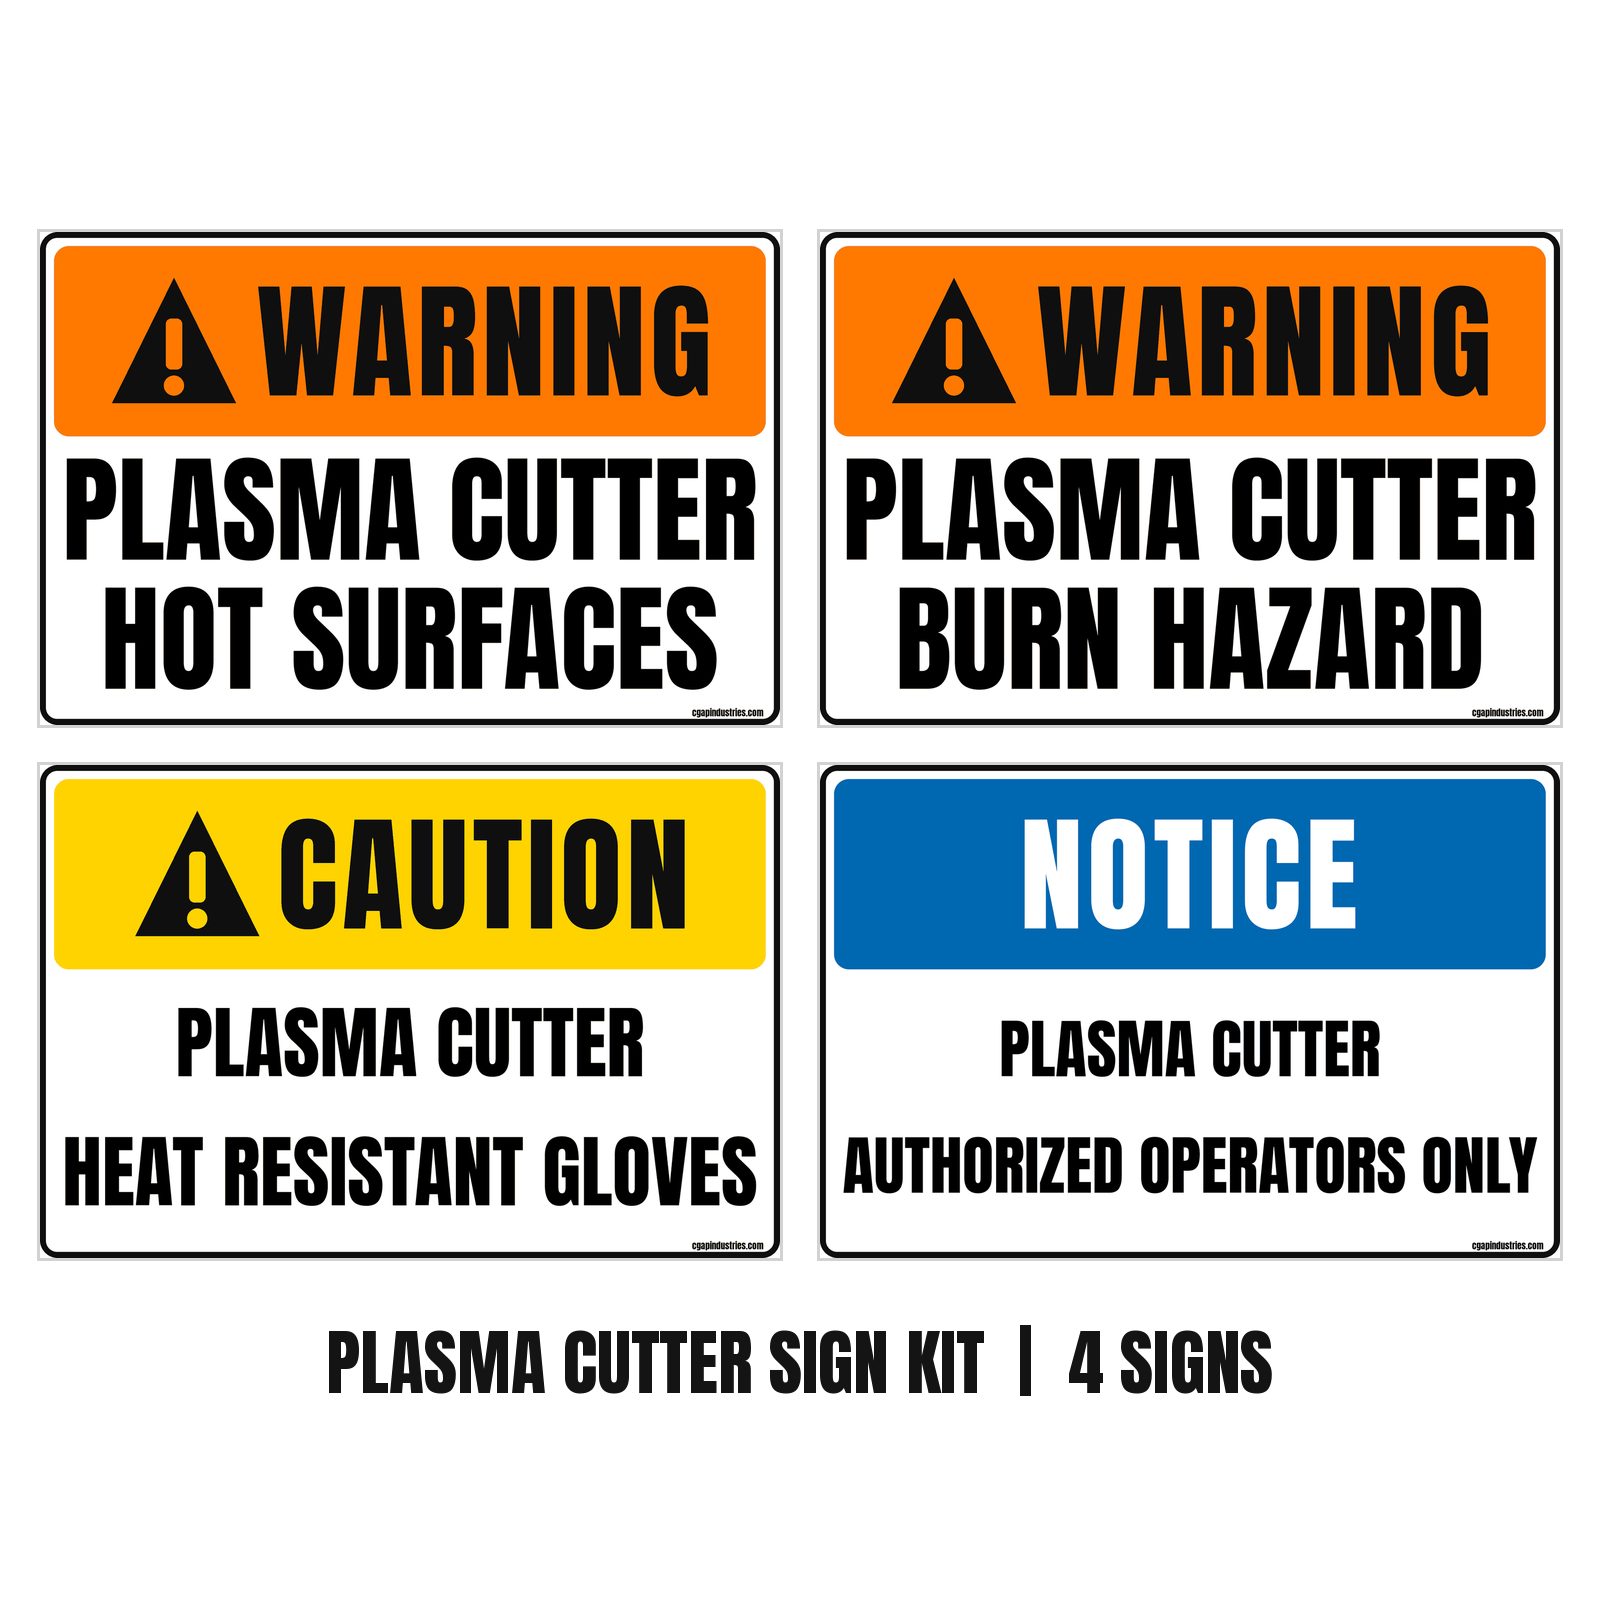 WARNING
PLASMA CUTTER
HOT SURFACES
cgapindustries.com
WARNING
PLASMA CUTTER
BURN HAZARD
cgapindustries.com
CAUTION
PLASMA CUTTER
HEAT RESISTANT GLOVES
cgapindustries.com
NOTICE
PLASMA CUTTER
AUTHORIZED OPERATORS ONLY
cgapindustries.com
PLASMA CUTTER SIGN KIT | 4 SIGNS